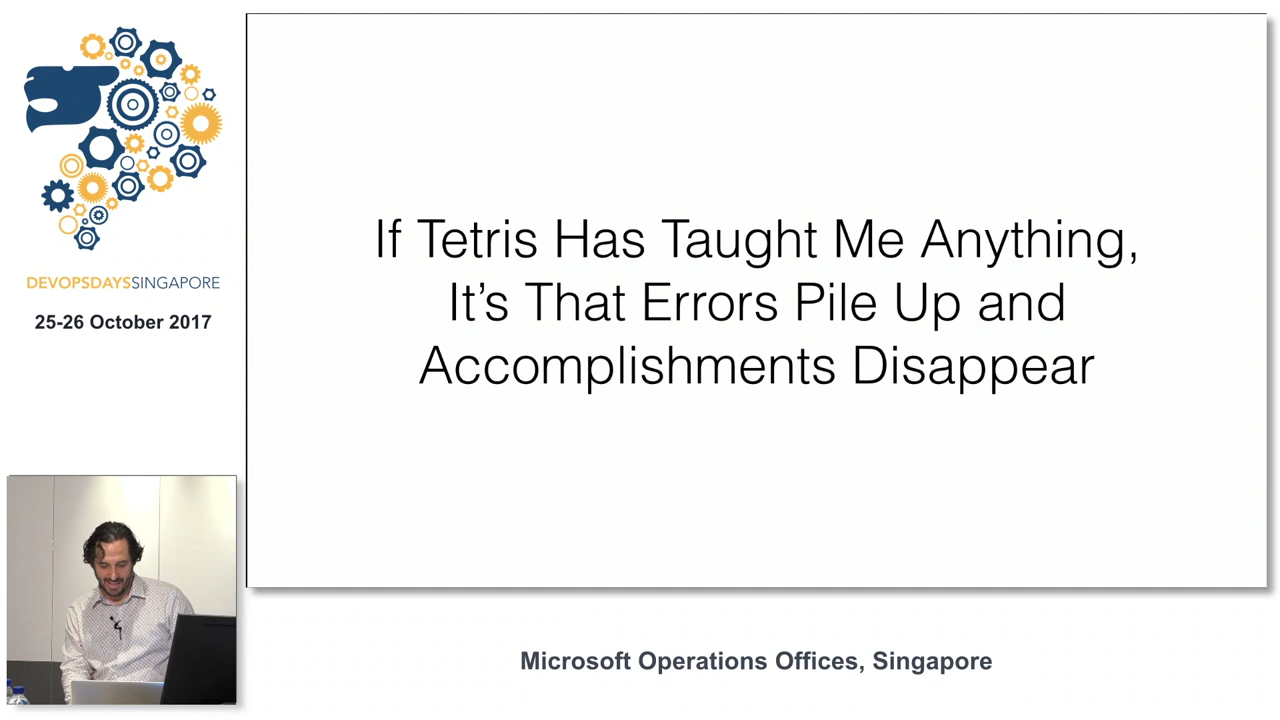 If Tetris Has Taught Me Anything,
It’s That Errors Pile Up and
Accomplishments Disappear
DEVOPSDAYSSINGAPORE
25-26 October 2017
Microsoft Operations Offices, Singapore